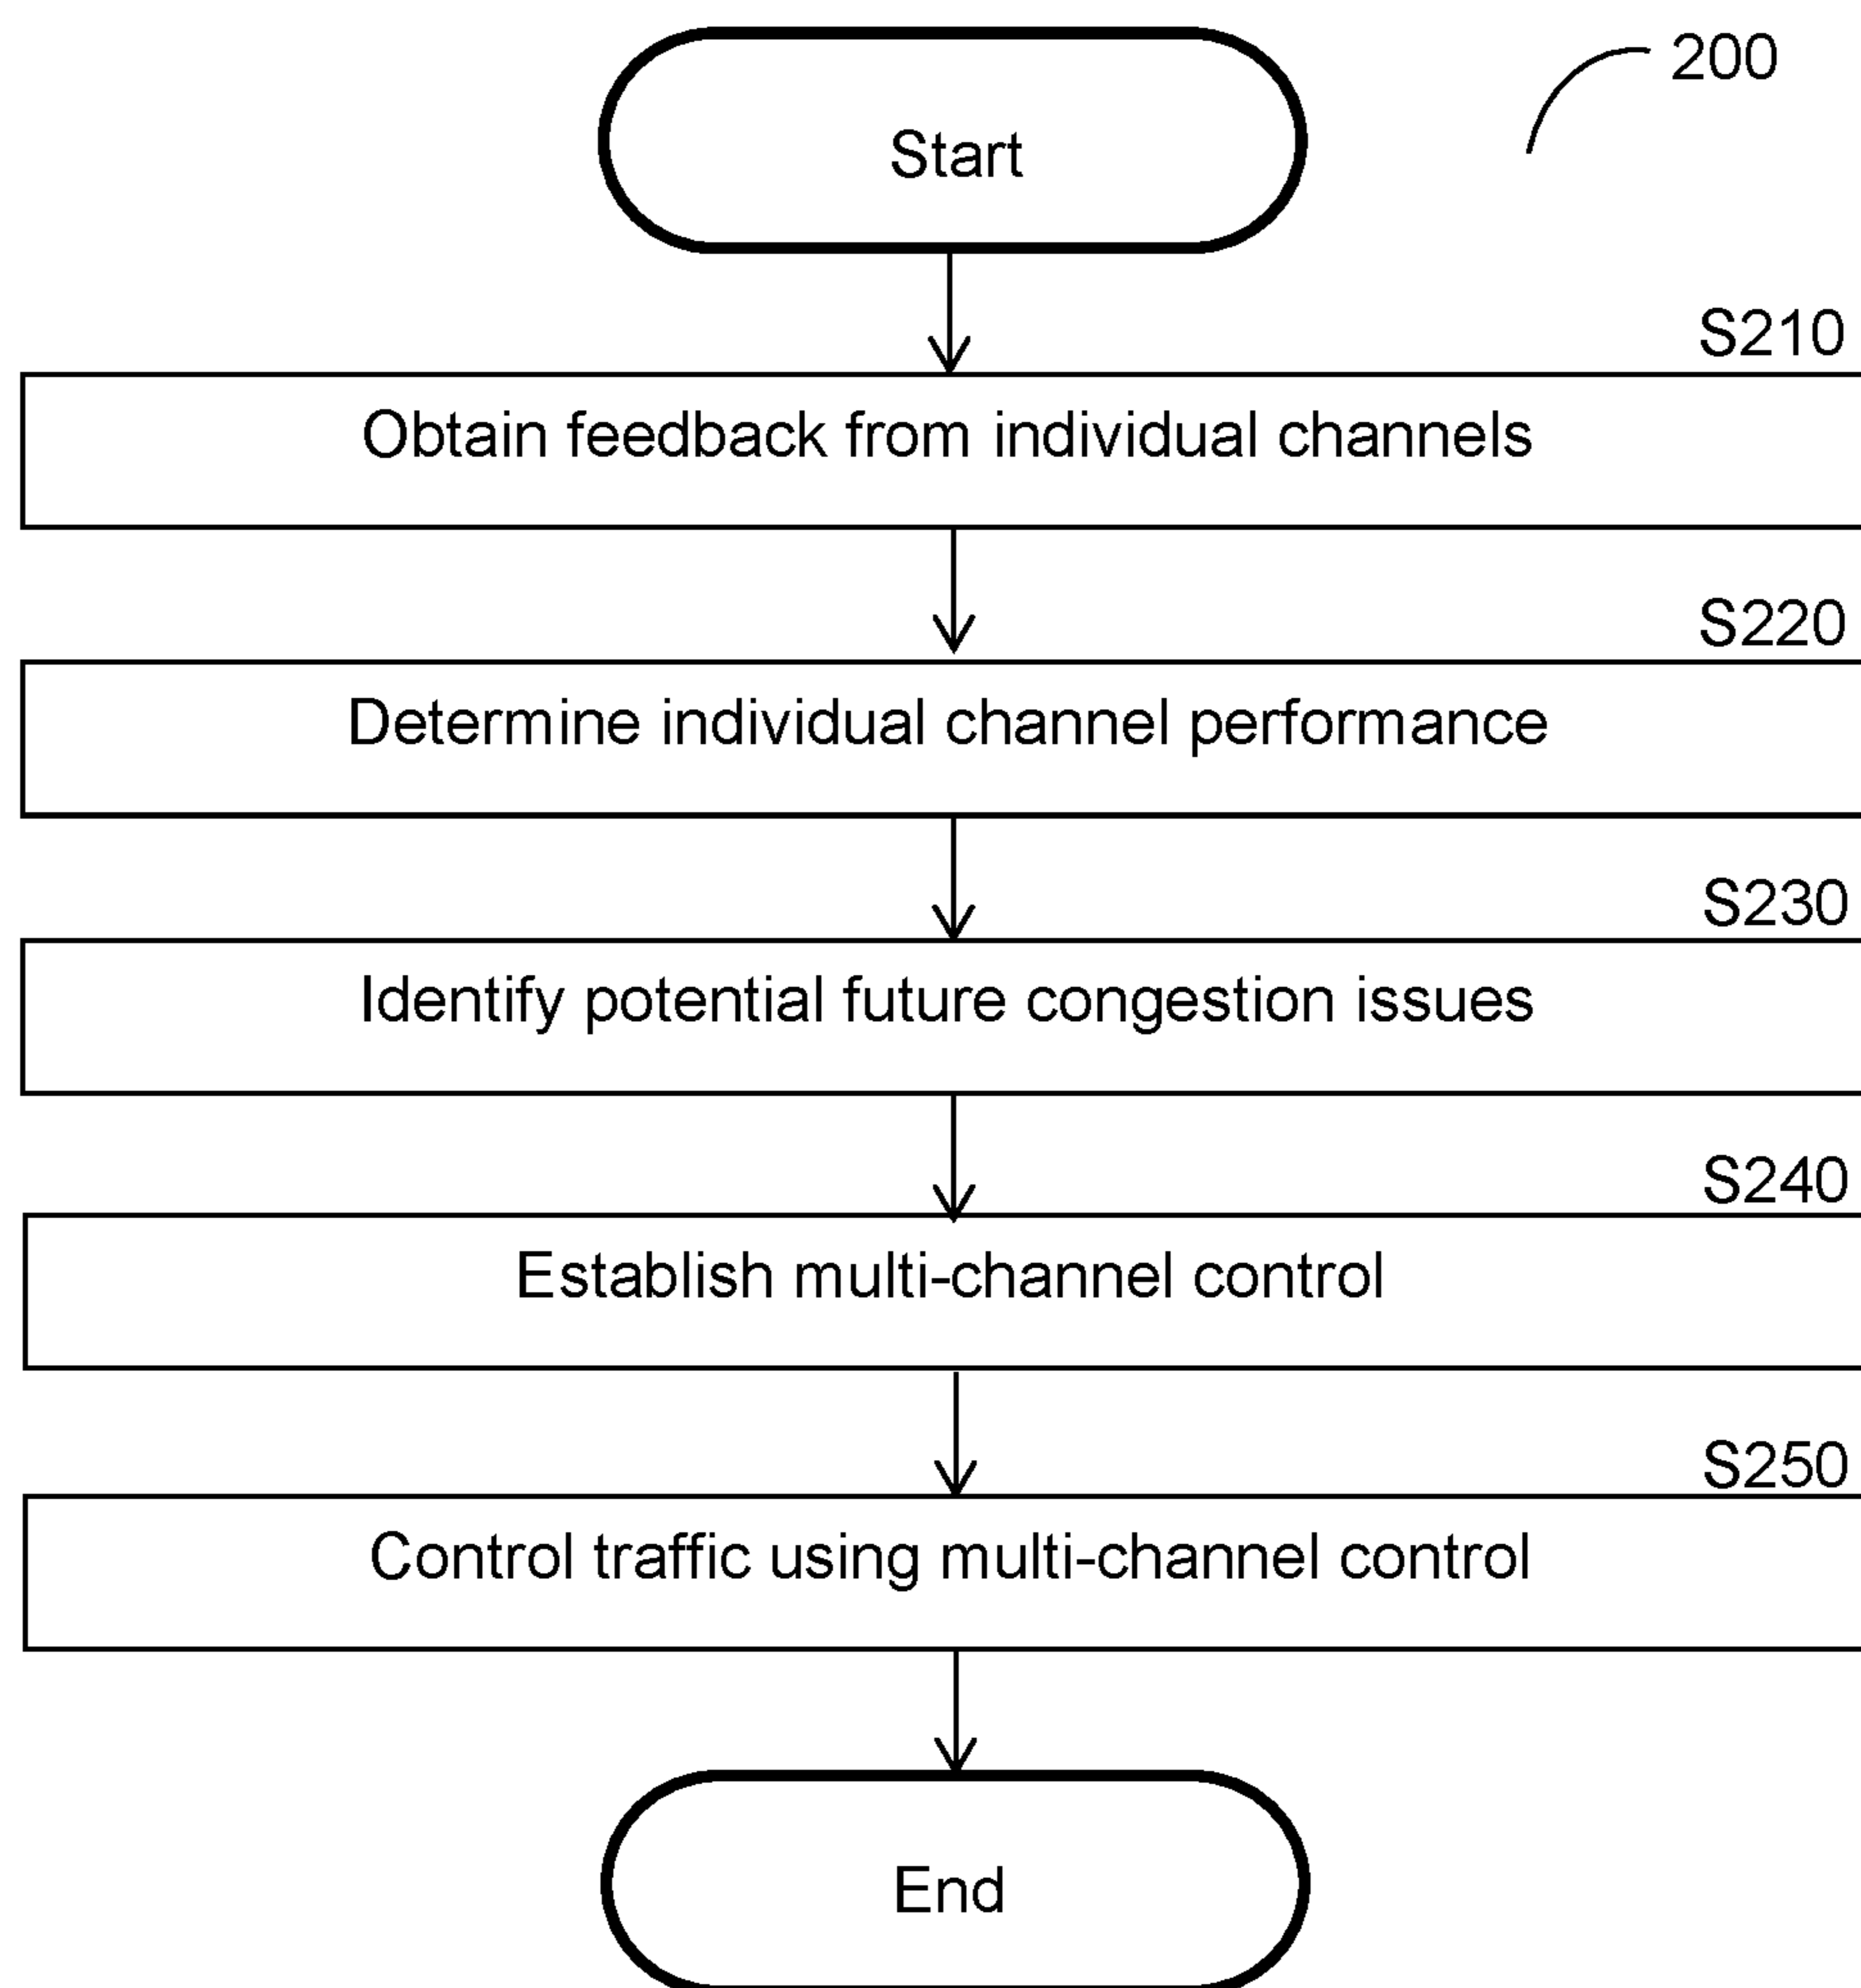 200
Start
S210
Obtain feedback from individual channels
S220
Determine individual channel performance
S230
Identify potential future congestion issues
S240
Establish multi-channel control
S250
Control traffic using multi-channel control
End